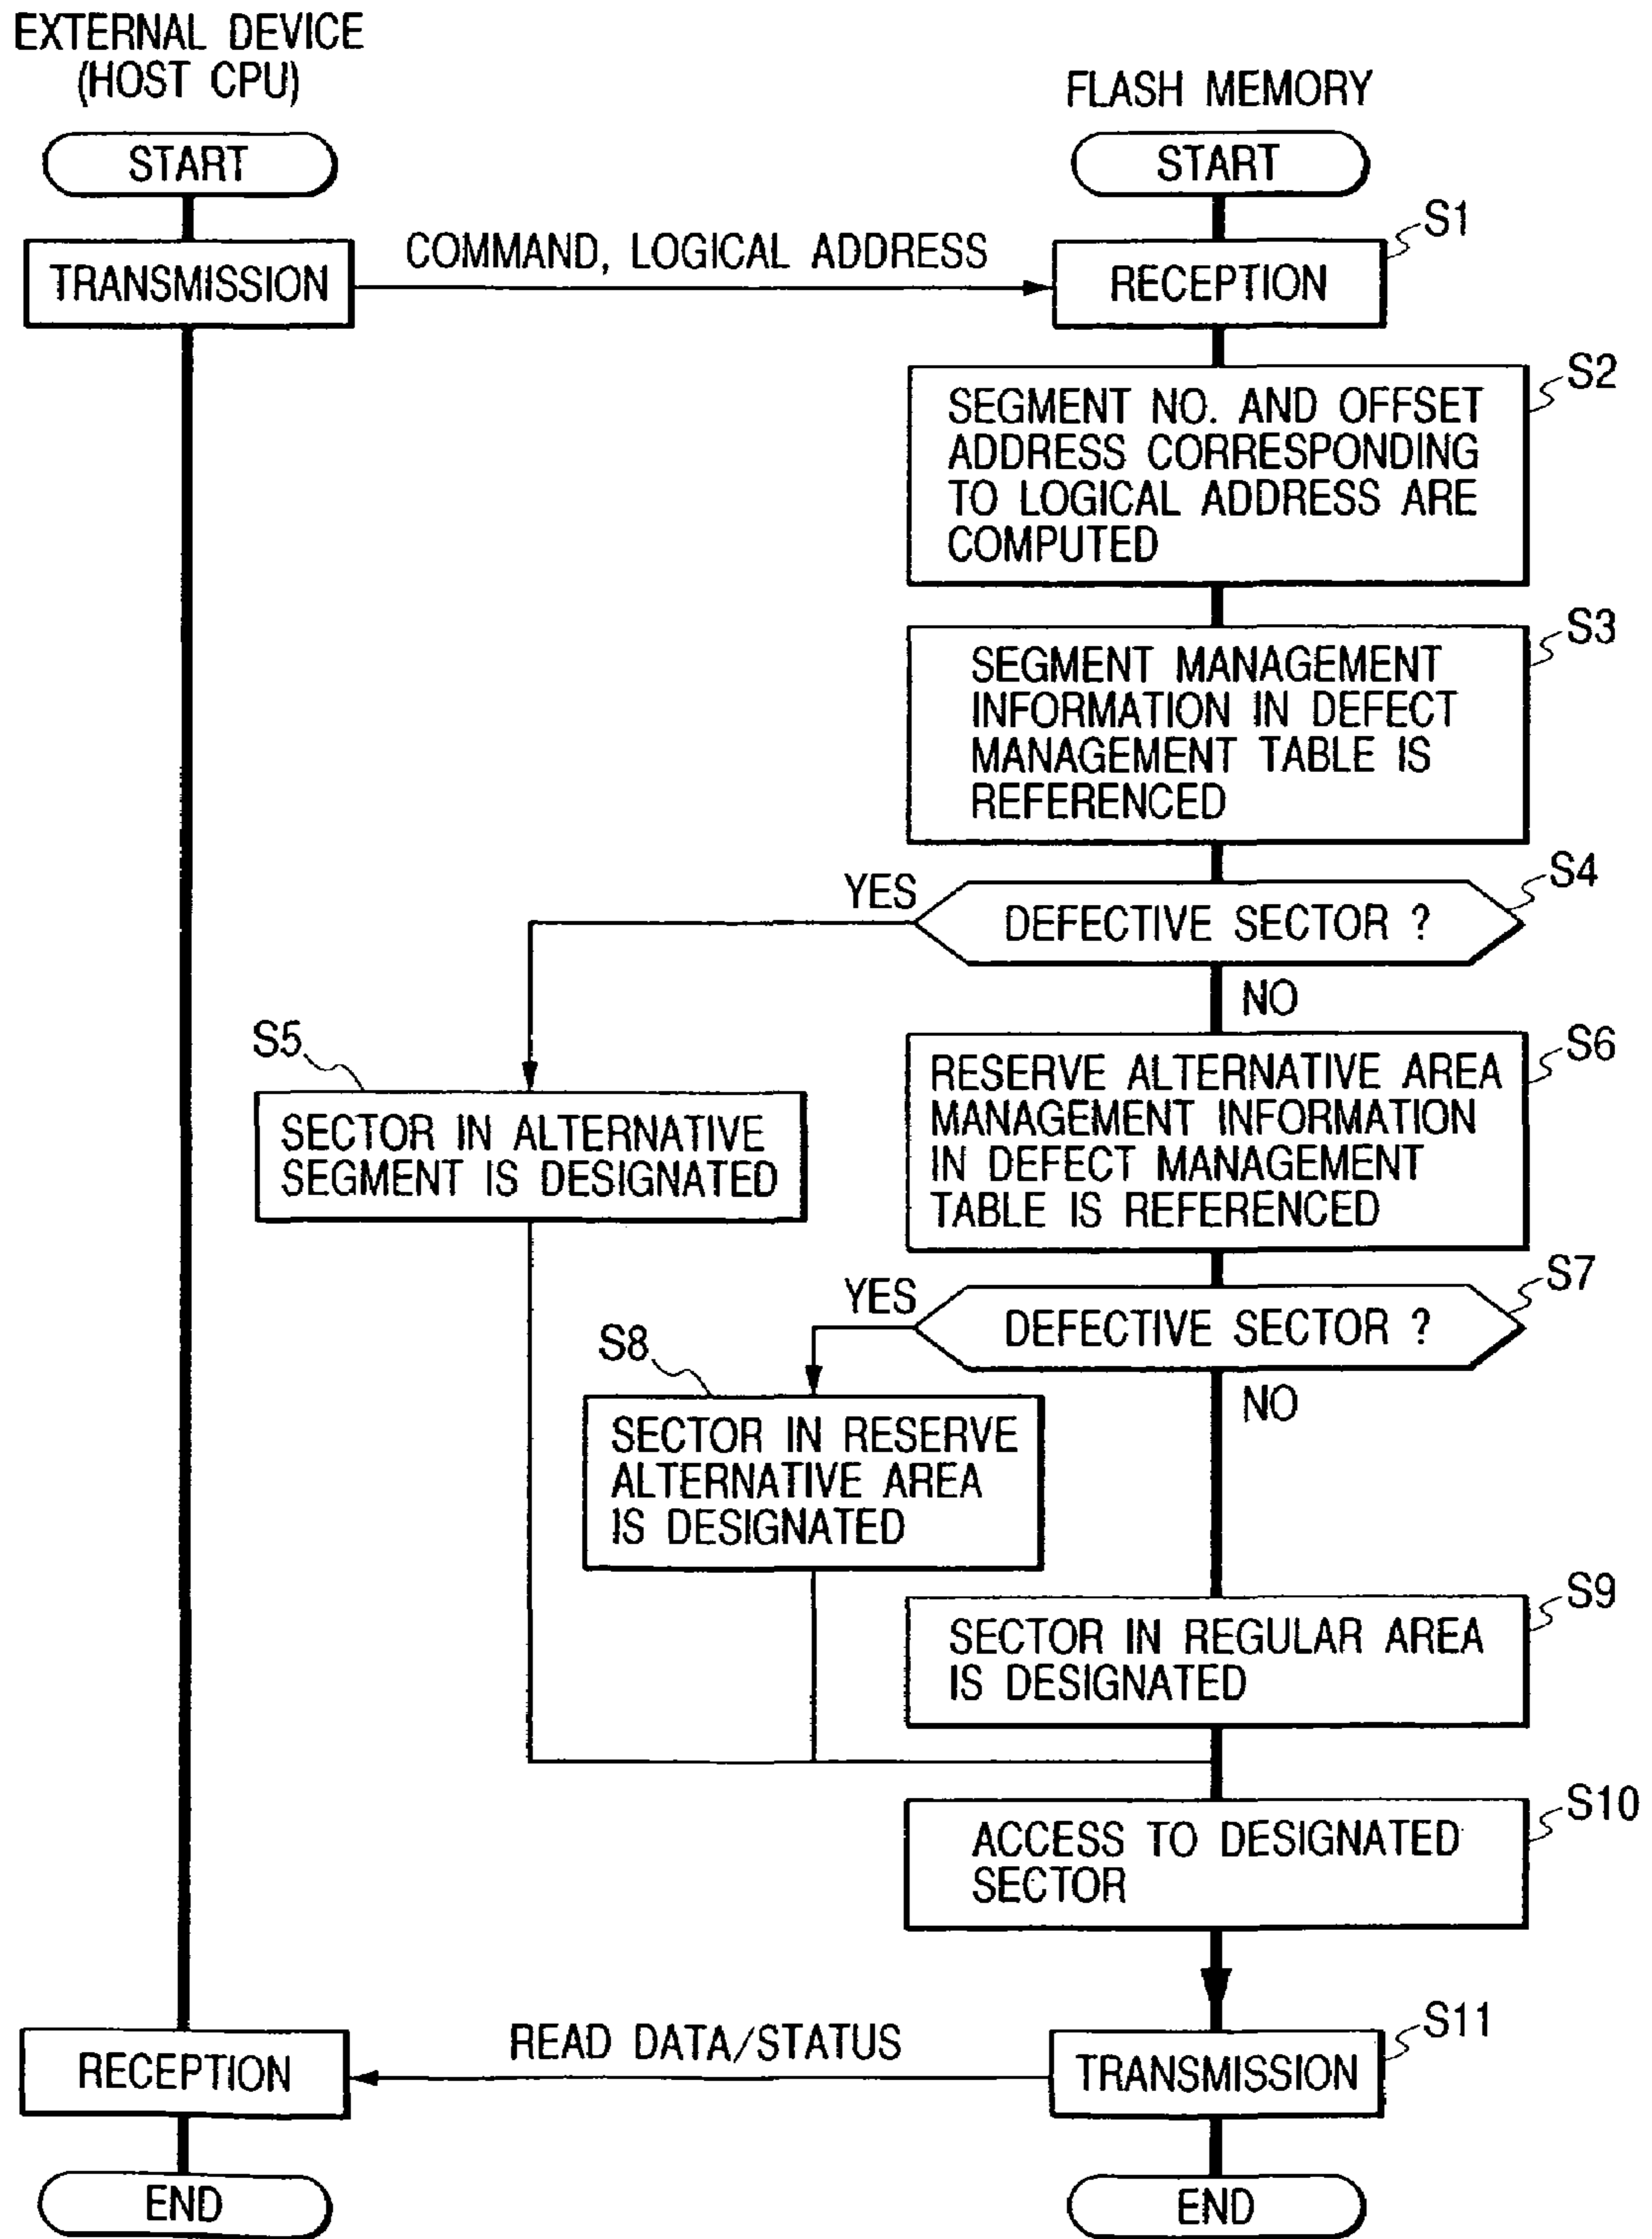 EXTERNAL DEVICE
(HOST CPU)
FLASH MEMORY
START
START
S1
TRANSMISSION
COMMAND, LOGICAL ADDRESS
RECEPTION
S2
SEGMENT NO. AND OFFSET
ADDRESS CORRESPONDING
TO LOGICAL ADDRESS ARE
COMPUTED
S3
SEGMENT MANAGEMENT
INFORMATION IN DEFECT
MANAGEMENT TABLE IS
REFERENCED
S4
YES
DEFECTIVE SECTOR ?
NO
S5
SECTOR IN ALTERNATIVE
SEGMENT IS DESIGNATED
S6
RESERVE ALTERNATIVE AREA
MANAGEMENT INFORMATION
IN DEFECT MANAGEMENT
TABLE IS REFERENCED
S7
YES
DEFECTIVE SECTOR ?
NO
S8
SECTOR IN RESERVE
ALTERNATIVE AREA
IS DESIGNATED
S9
SECTOR IN REGULAR AREA
IS DESIGNATED
S10
ACCESS TO DESIGNATED
SECTOR
S11
RECEPTION
READ DATA/STATUS
TRANSMISSION
END
END